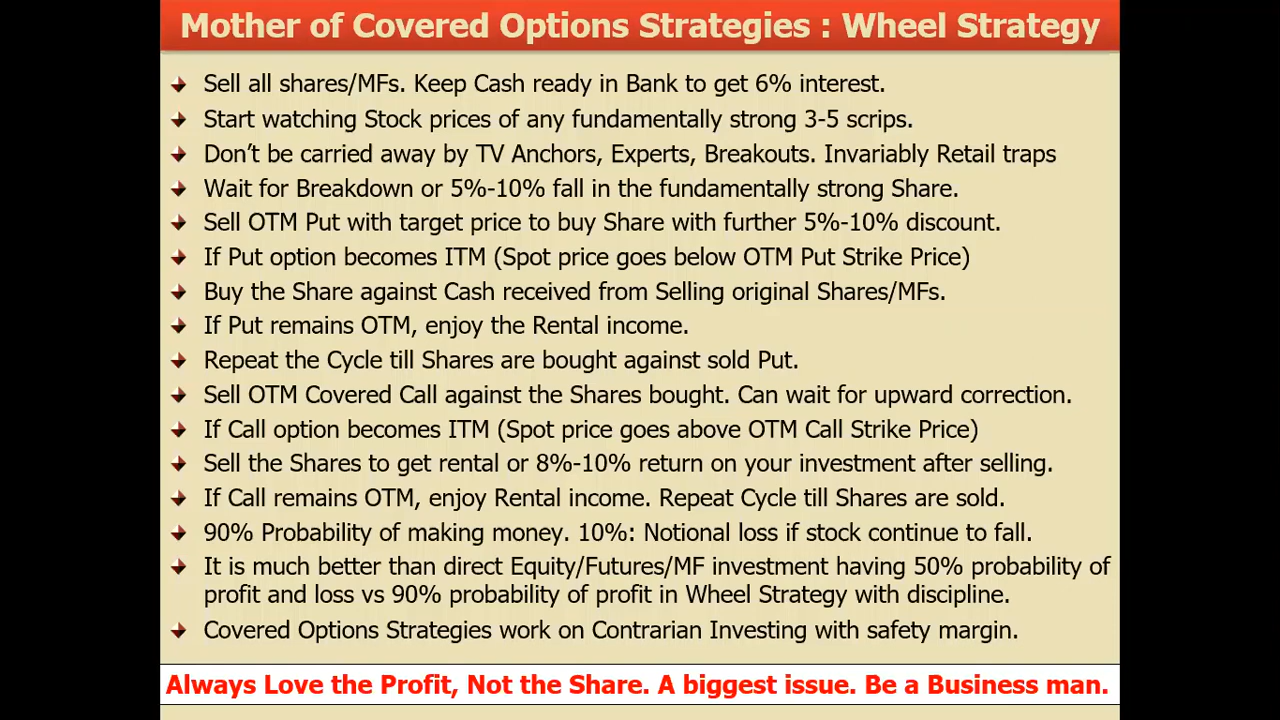 Mother of Covered Options Strategies : Wheel Strategy
Sell all shares/MFs. Keep Cash ready in Bank to get 6% interest.
Start watching Stock prices of any fundamentally strong 3-5 scrips.
Don't be carried away by TV Anchors, Experts, Breakouts. Invariably Retail traps
Wait for Breakdown or 5%-10% fall in the fundamentally strong Share.
Sell OTM Put with target price to buy Share with further 5%-10% discount.
If Put option becomes ITM (Spot price goes below OTM Put Strike Price)
Buy the Share against Cash received from Selling original Shares/MFs.
If Put remains OTM, enjoy the Rental income.
Repeat the Cycle till Shares are bought against sold Put.
Sell OTM Covered Call against the Shares bought. Can wait for upward correction.
If Call option becomes ITM (Spot price goes above OTM Call Strike Price)
Sell the Shares to get rental or 8%-10% return on your investment after selling.
If Call remains OTM, enjoy Rental income. Repeat Cycle till Shares are sold.
90% Probability of making money. 10%: Notional loss if stock continue to fall.
It is much better than direct Equity/Futures/MF investment having 50% probability of
profit and loss vs 90% probability of profit in Wheel Strategy with discipline.
Covered Options Strategies work on Contrarian Investing with safety margin.
Always Love the Profit, Not the Share. A biggest issue. Be a Business man.